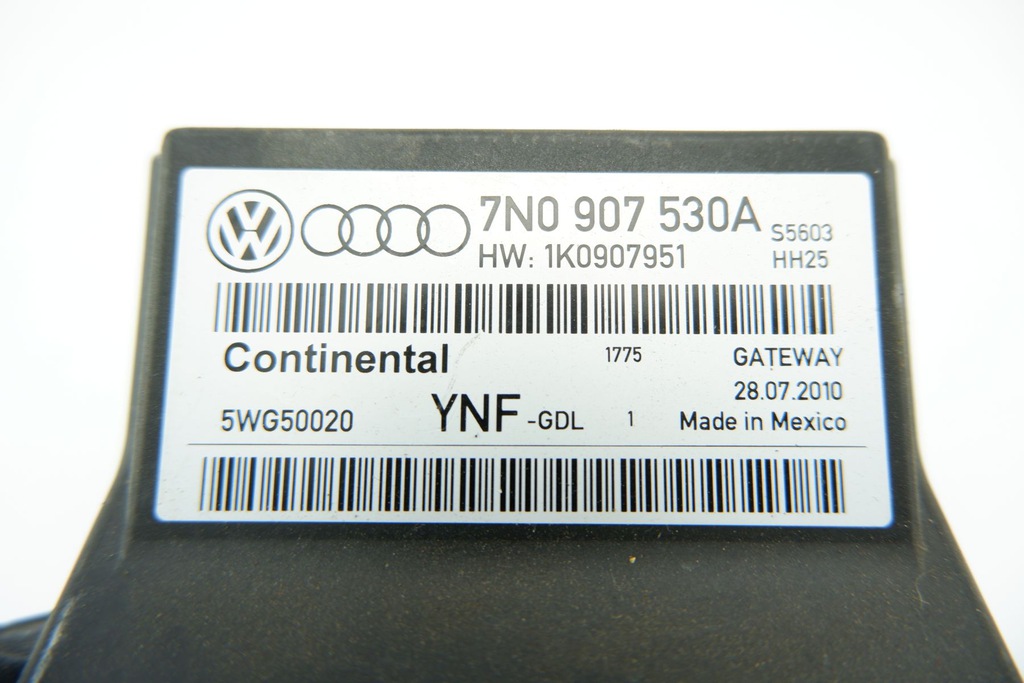 7N0 907 530A S5603
HW: 1K0907951 HH25
Continental 1775 GATEWAY
28.07.2010
5WG50020 YNF -GDL 1 Made in Mexico